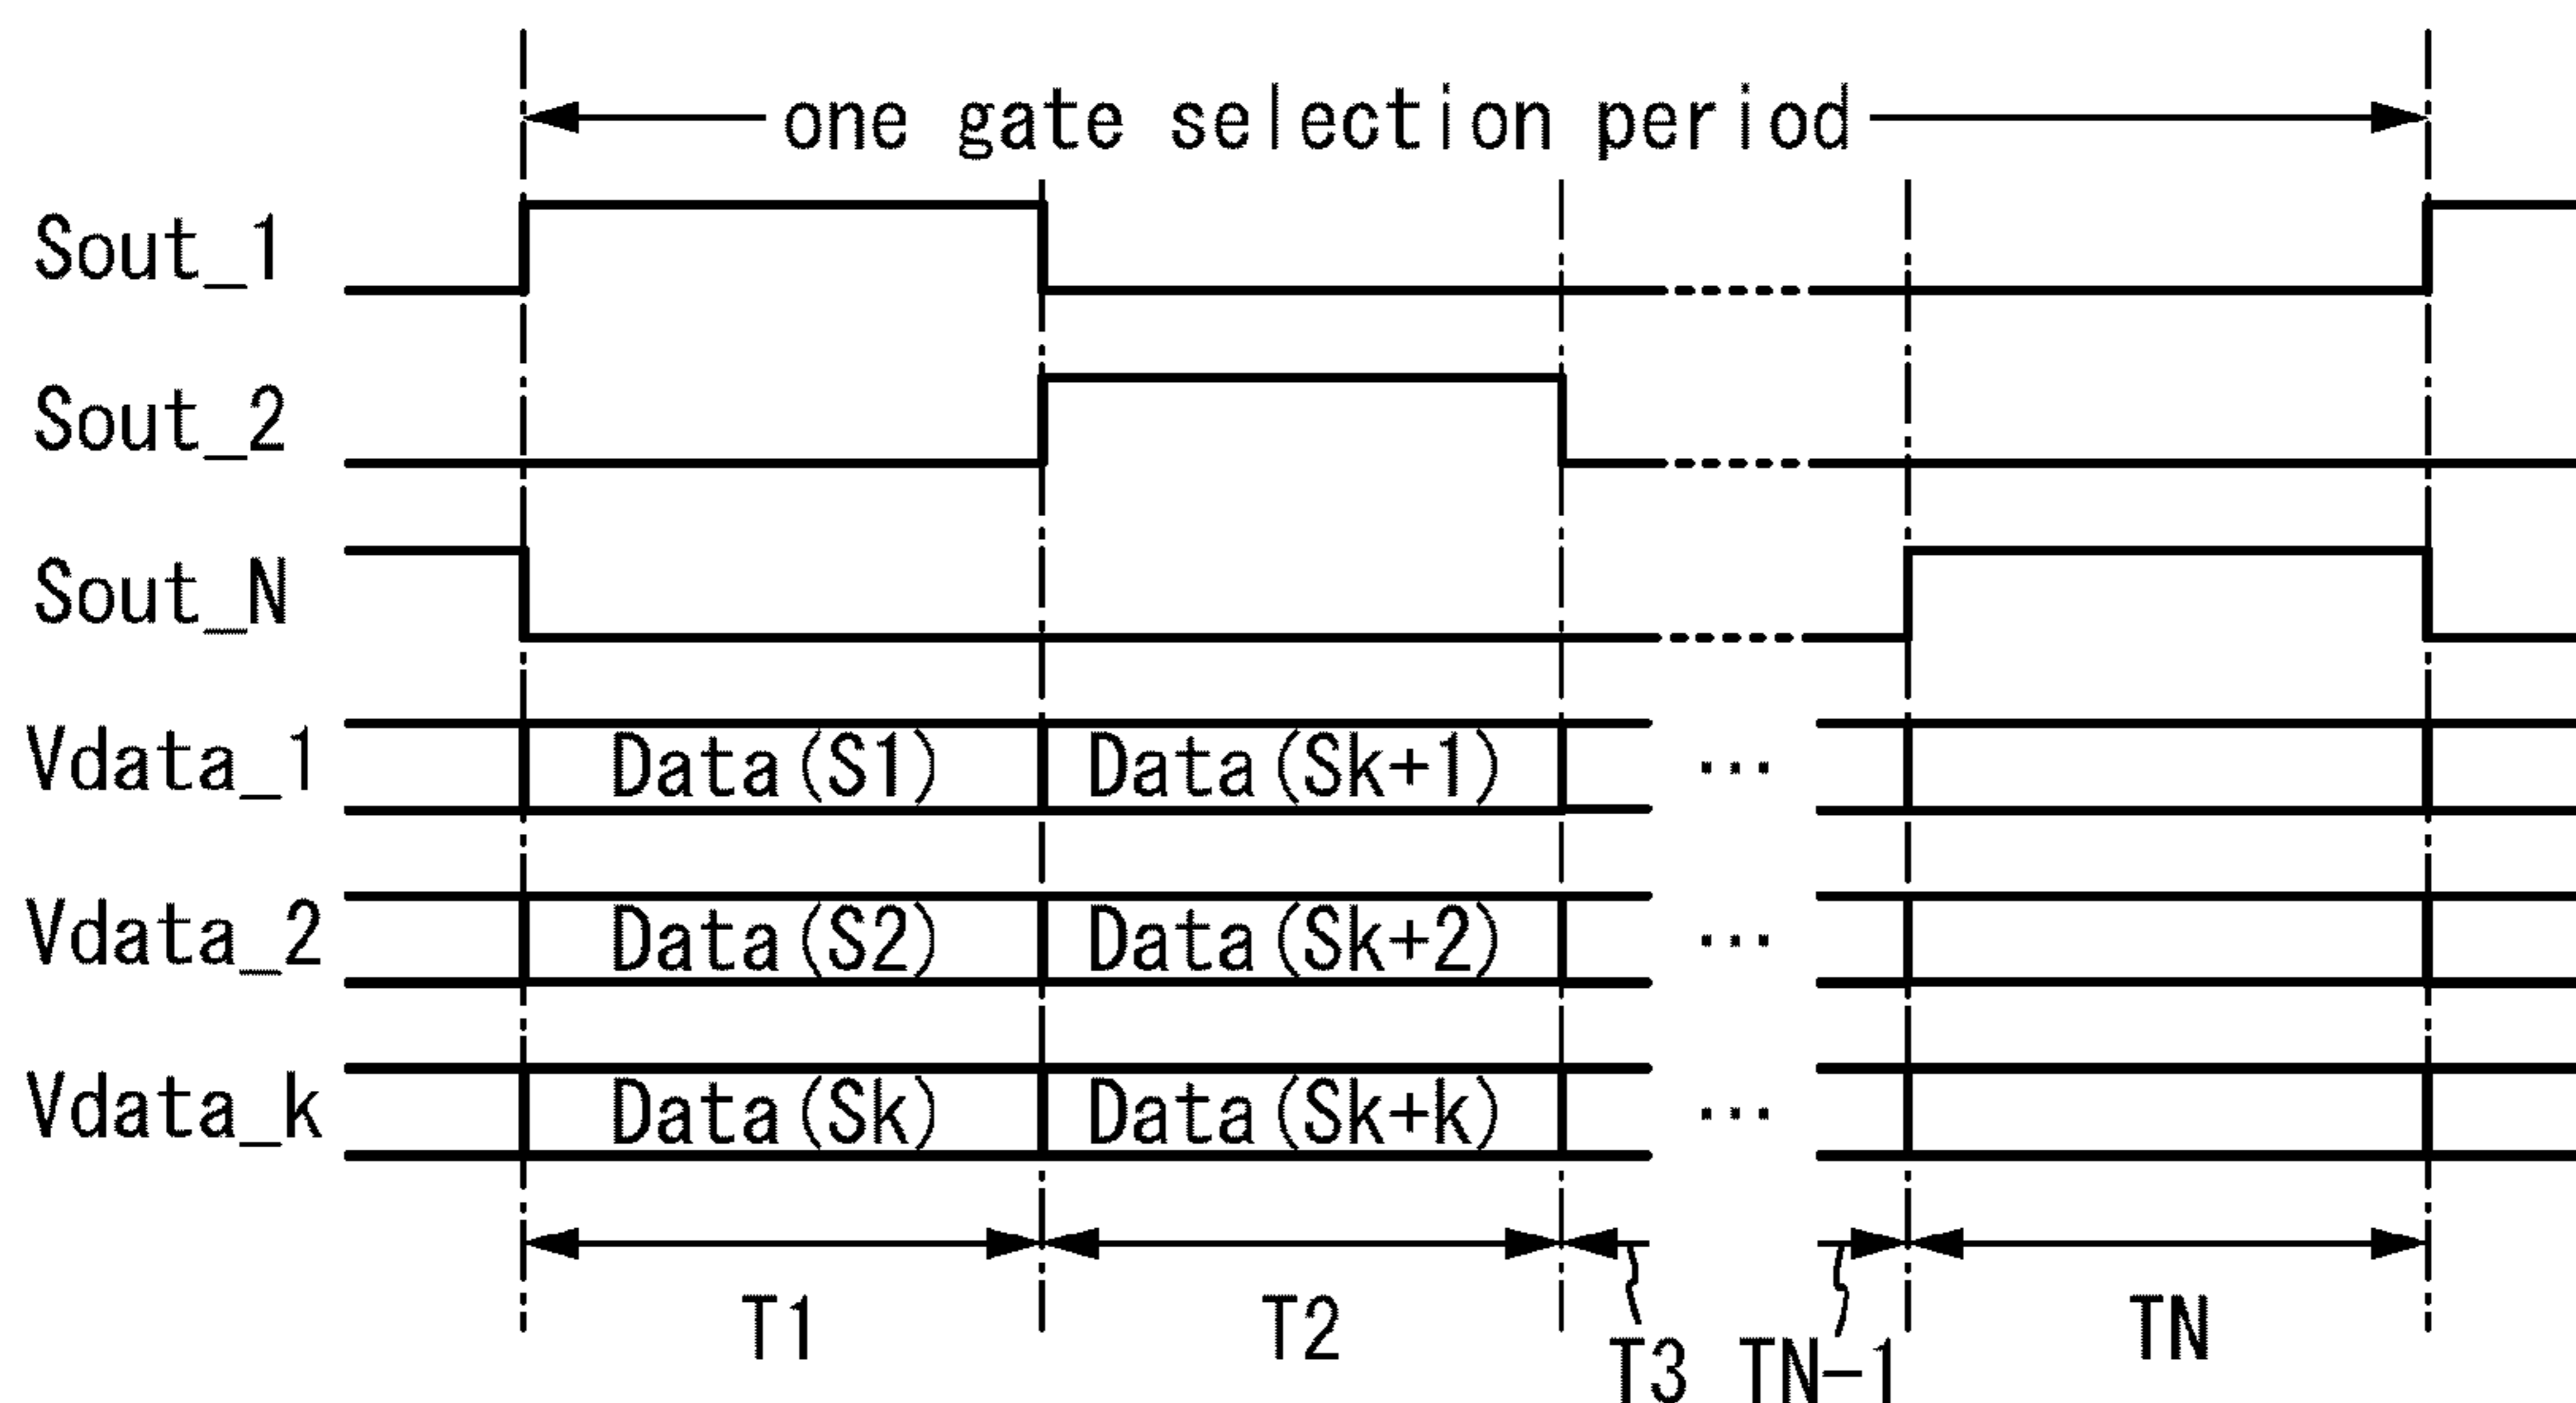 one gate selection period
Sout_1
Sout_2
Sout_N
Vdata_1 Data(S1) Data(Sk+1) ...
Vdata_2 Data(S2) Data(Sk+2) ...
Vdata_k Data(Sk) Data(Sk+k) ...
T1 T2 T3 TN-1 TN